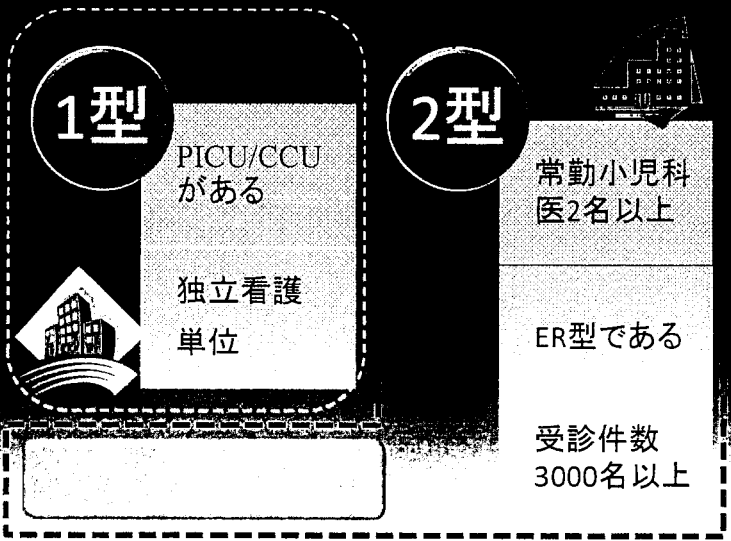 1型
PICU/CCU
がある
独立看護
単位
2型
常勤小児科
医2名以上
ER型である
受診件数
3000名以上